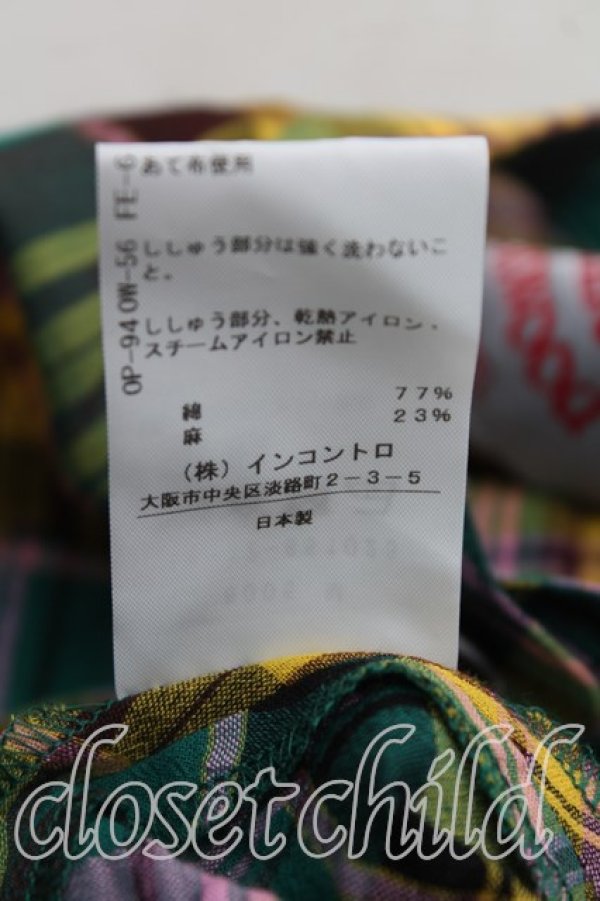 あて布使用
ししゅう部分は強く洗わないこ
と。
ししゅう部分、乾熱アイロン、
スチームアイロン禁止
綿 77%
麻 23%
(株) インコントロ
大阪市中央区淡路町2-3-5
日本製
OP-940W-56 FE-6
closet child